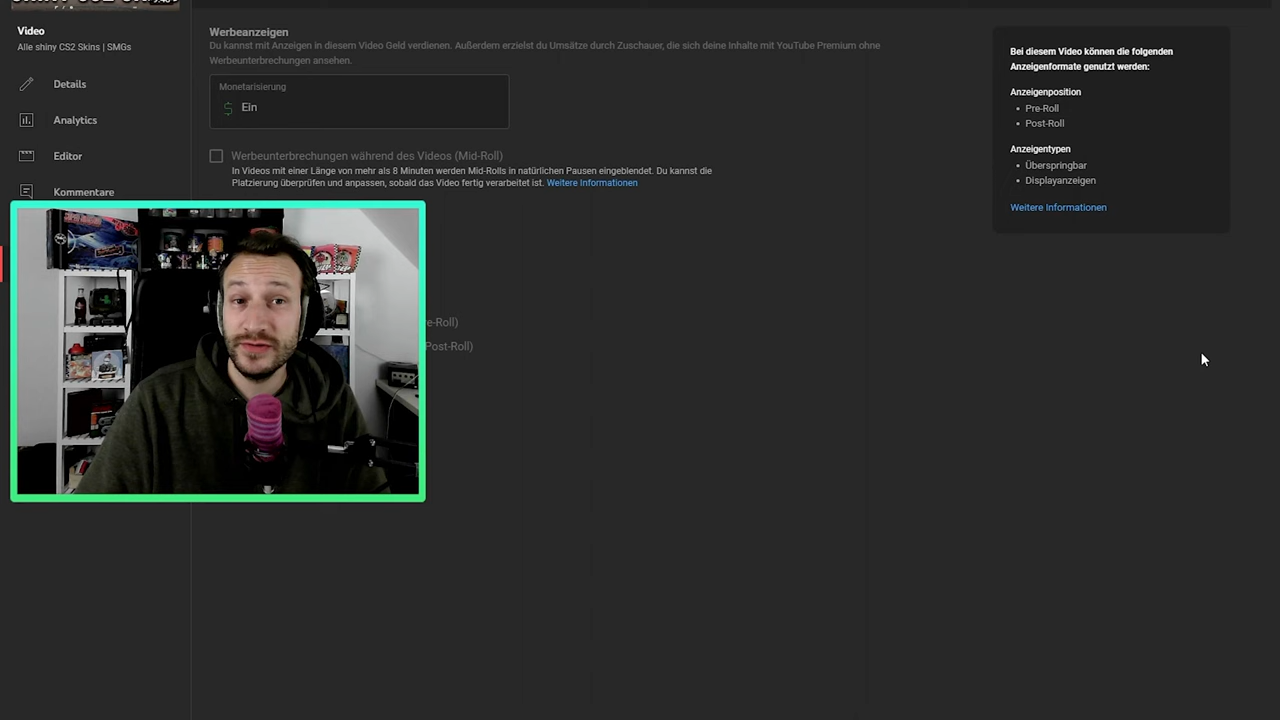 Video
Alle shiny CS2 Skins | SMGs
Details
Analytics
Editor
Kommentare
Werbeanzeigen
Du kannst mit Anzeigen in diesem Video Geld verdienen. Außerdem erzielst du Umsätze durch Zuschauer, die sich deine Inhalte mit YouTube Premium ohne
Werbeunterbrechungen ansehen.
Monetarisierung
Ein
Werbeunterbrechungen während des Videos (Mid-Roll)
In Videos mit einer Länge von mehr als 8 Minuten werden Mid-Rolls in natürlichen Pausen eingeblendet. Du kannst die
Platzierung überprüfen und anpassen, sobald das Video fertig verarbeitet ist. Weitere Informationen
e-Roll)
Post-Roll)
Bei diesem Video können die folgenden
Anzeigenformate genutzt werden:
Anzeigenposition
• Pre-Roll
• Post-Roll
Anzeigentypen
• Überspringbar
• Displayanzeigen
Weitere Informationen